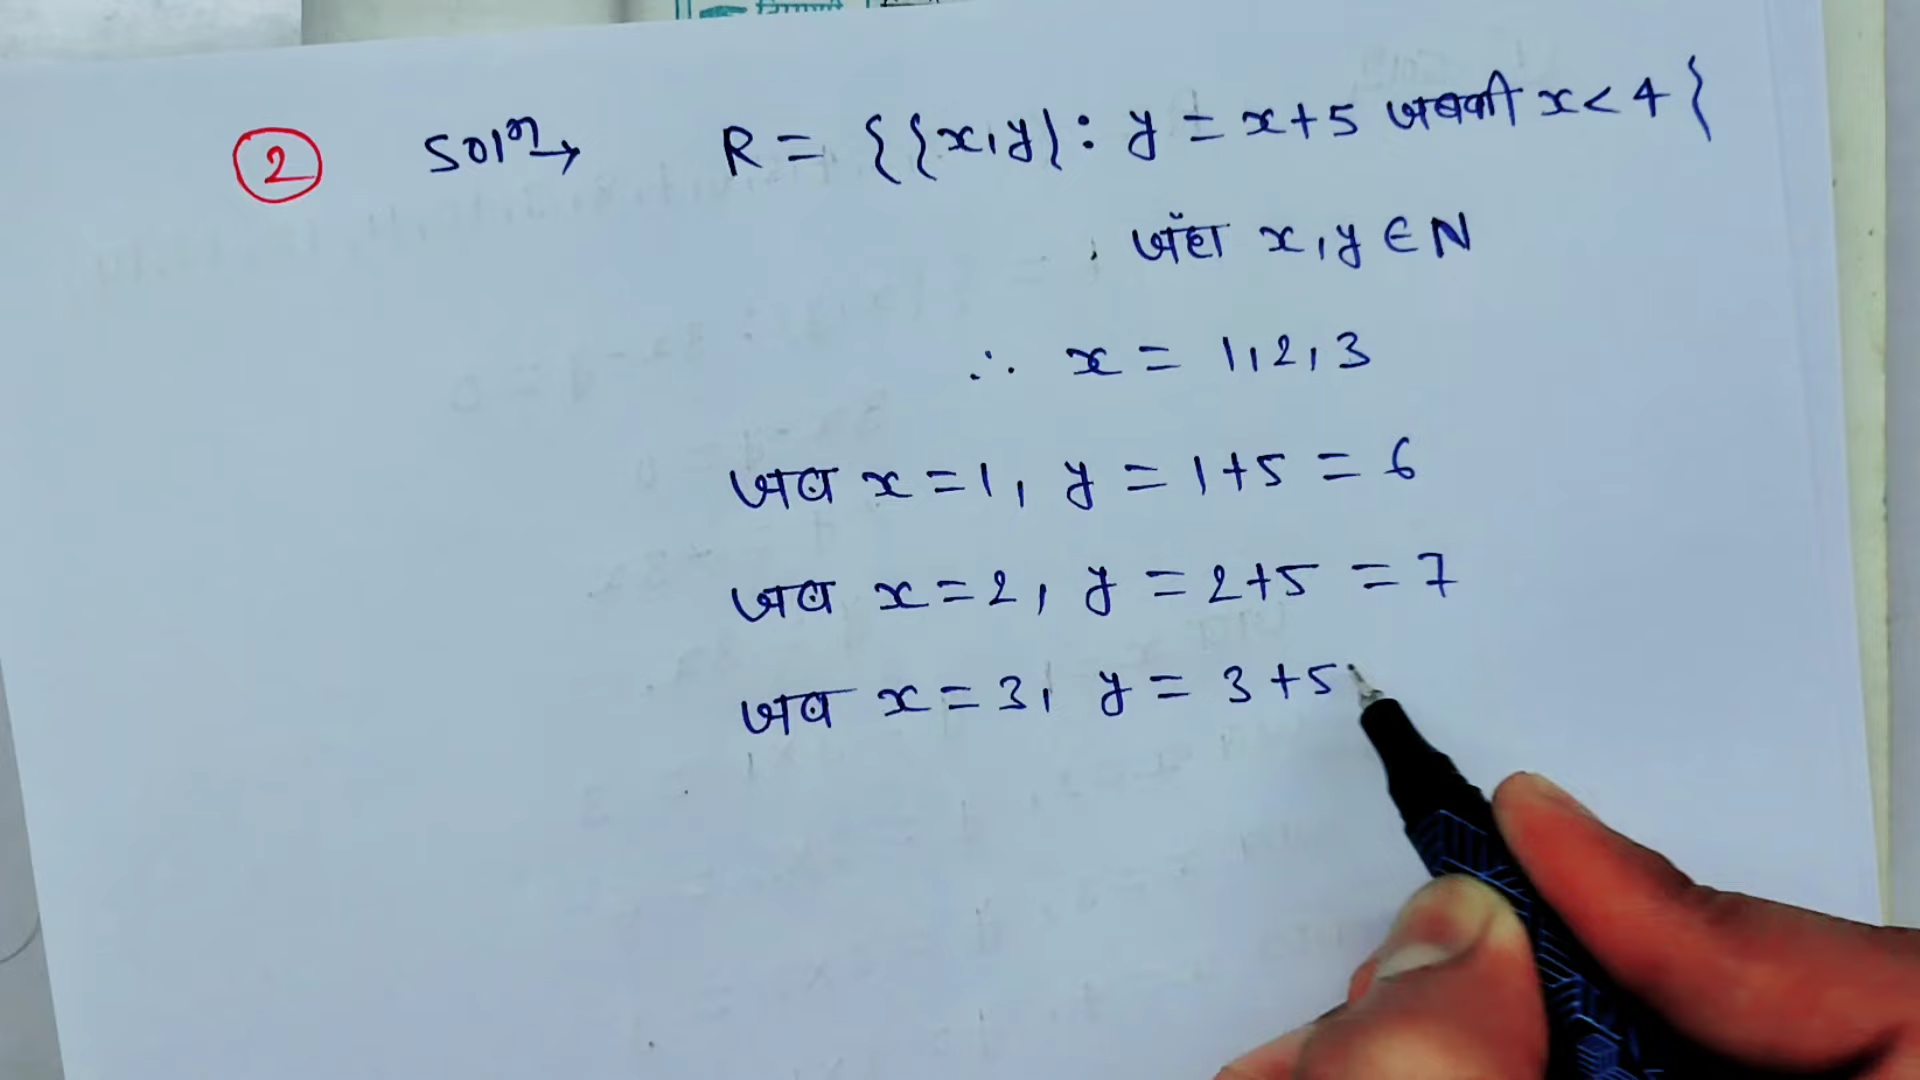 ② Solⁿ → R = {(x,y) : y = x+5 जबकी x < 4}
, जँहा x, y ∈ N
∴ x = 1, 2, 3
जब x = 1, y = 1+5 = 6
जब x = 2, y = 2+5 = 7
जब x = 3, y = 3+5